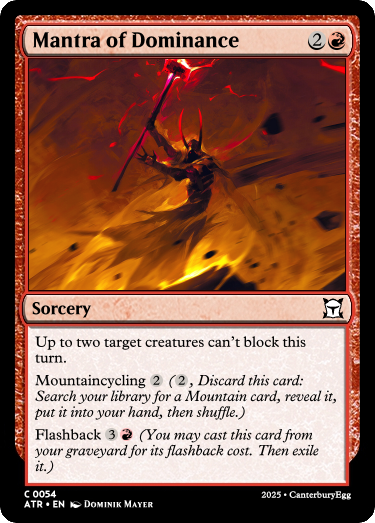 Mantra of Dominance 2
Sorcery
Up to two target creatures can't block this
turn.
Mountaincycling 2 (2, Discard this card:
Search your library for a Mountain card, reveal it,
put it into your hand, then shuffle.)
Flashback 3 (You may cast this card from
your graveyard for its flashback cost. Then exile
it.)
C 0054
ATR • EN Dominik Mayer
2025 • CanterburyEgg